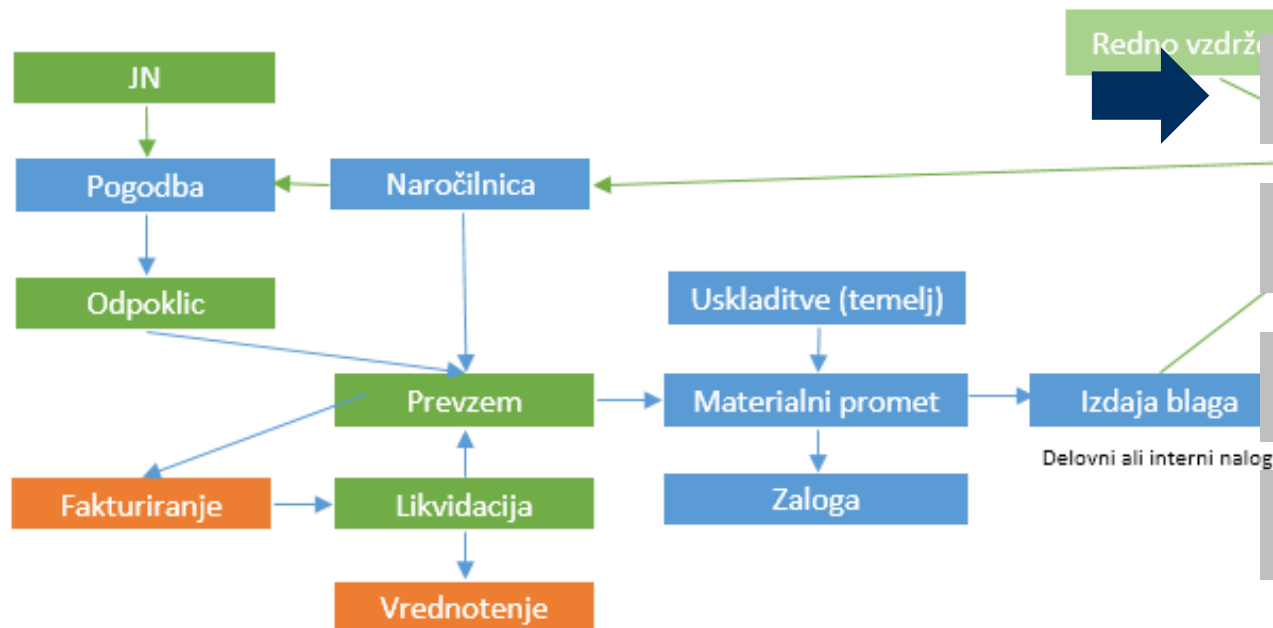 Redno vzdrž
JN
Pogodba
Naročilnica
Odpoklic
Uskladitve (temelj)
Prevzem
Materialni promet
Izdaja blaga
Delovni ali interni nalog
Fakturiranje
Likvidacija
Zaloga
Vrednotenje